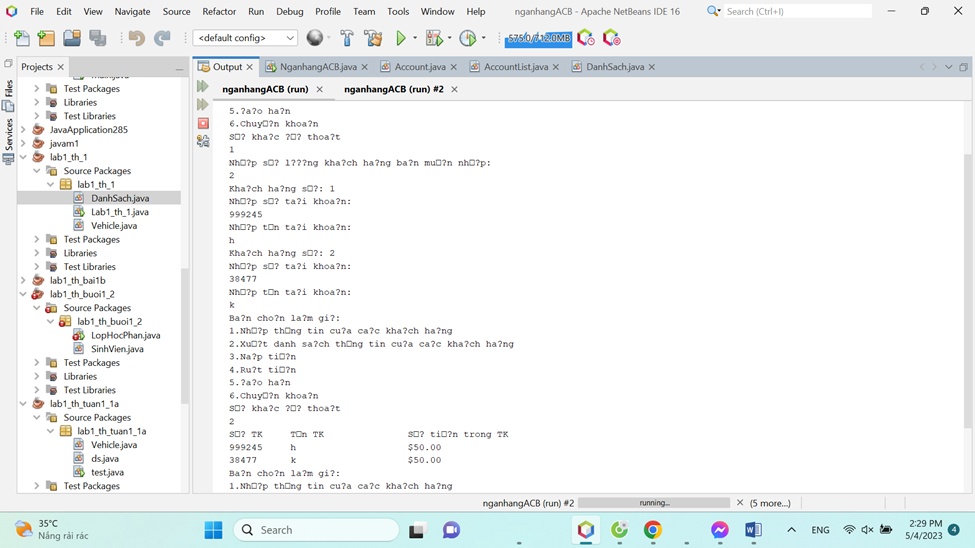 File Edit View Navigate Source Refactor Run Debug Profile Team Tools Window Help
nganhangACB - Apache NetBeans IDE 16
Search (Ctrl+I)
<default config>
575.0/712.0MB
Projects
Output
NganhangACB.java
Account.java
AccountList.java
DanhSach.java
Files
Services
Test Packages
Libraries
Test Libraries
JavaApplication285
javam1
lab1_th_1
Source Packages
lab1_th_1
DanhSach.java
Lab1_th_1.java
Vehicle.java
Test Packages
Libraries
Test Libraries
lab1_th_bai1b
lab1_th_buoi1_2
Source Packages
lab1_th_buoi1_2
LopHocPhan.java
SinhVien.java
Test Packages
Libraries
Test Libraries
lab1_th_tuan1_1a
Source Packages
lab1_th_tuan1_1a
Vehicle.java
ds.java
test.java
Test Packages
nganhangACB (run)
nganhangACB (run) #2
5.?a?o ha?n
6.Chuy□?n khoa?n
S□? kha?c ?□? thoa?t
1
Nh□?p s□? l???ng kha?ch ha?ng ba?n mu□?n nh□?p:
2
Kha?ch ha?ng s□?: 1
Nh□?p s□? ta?i khoa?n:
999245
Nh□?p t□n ta?i khoa?n:
h
Kha?ch ha?ng s□?: 2
Nh□?p s□? ta?i khoa?n:
38477
Nh□?p t□n ta?i khoa?n:
k
Ba?n cho?n la?m gi?:
1.Nh□?p th□ng tin cu?a ca?c kha?ch ha?ng
2.Xu□?t danh sa?ch th□ng tin cu?a ca?c kha?ch ha?ng
3.Na?p ti□?n
4.Ru?t ti□?n
5.?a?o ha?n
6.Chuy□?n khoa?n
S□? kha?c ?□? thoa?t
2
S□? TK T□n TK S□? ti□?n trong TK
999245 h $50.00
38477 k $50.00
Ba?n cho?n la?m gi?:
1.Nh□?p th□ng tin cu?a ca?c kha?ch ha?ng
nganhangACB (run) #2
running...
(5 more...)
35°C
Nắng rải rác
Search
ENG
2:29 PM
5/4/2023
4